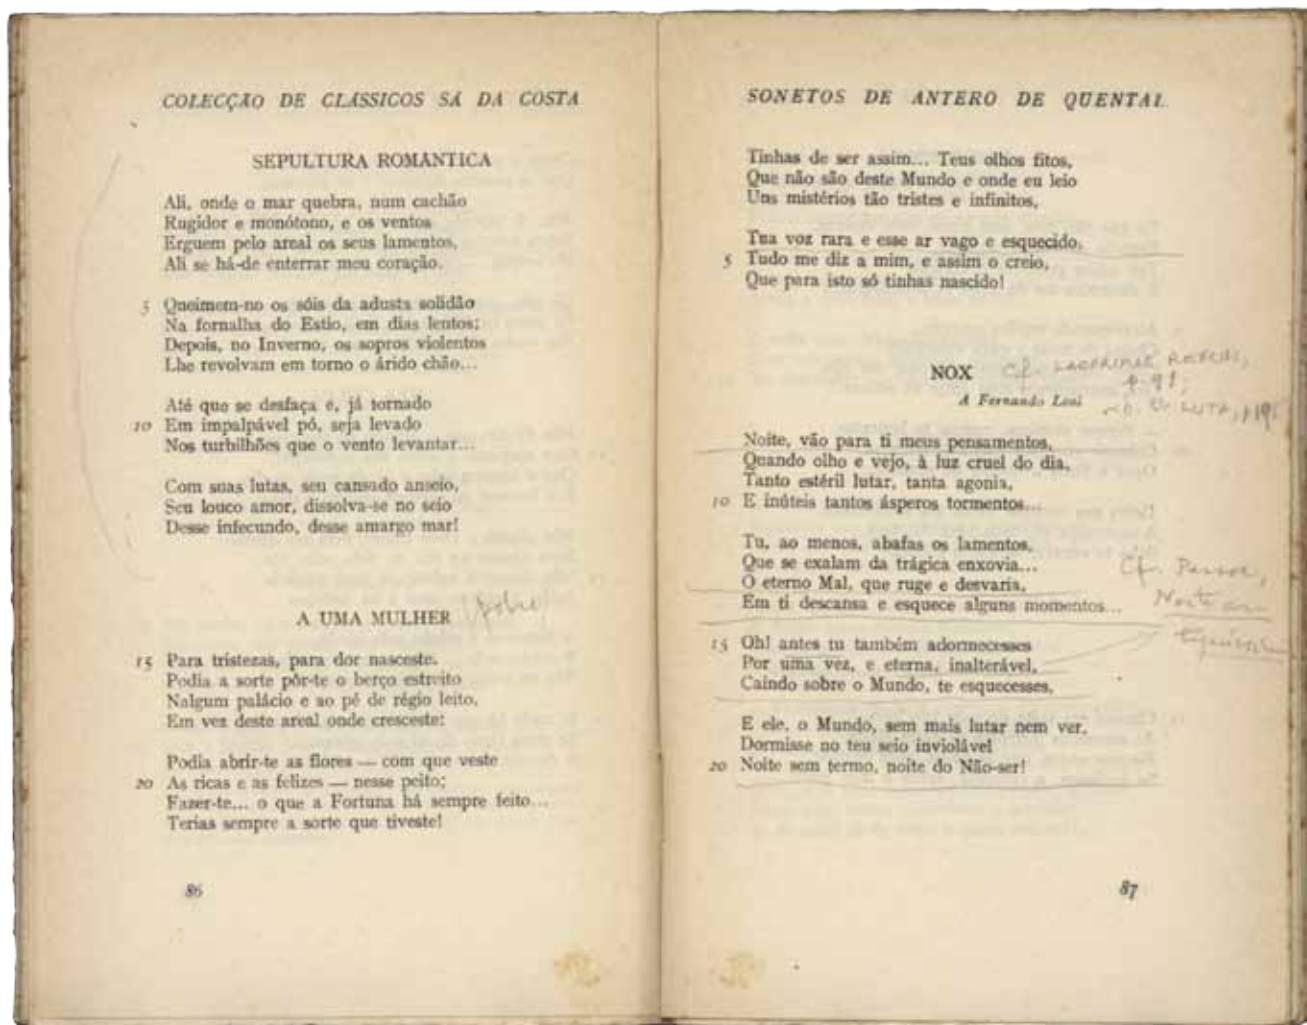 COLECÇÃO DE CLÁSSICOS SÁ DA COSTA
SEPULTURA ROMANTICA
Ali, onde o mar quebra, num cachão
Rugidor e monótono, e os ventos
Erguem pelo areal os seus lamentos,
Ali se há-de enterrar meu coração.
5 Queimem-no os sóis da adusta solidão
Na fornalha do Estio, em dias lentos;
Depois, no Inverno, os sopros violentos
Lhe revolvam em torno o árido chão...
Até que se desfaça e, já tornado
10 Em impalpável pó, seja levado
Nos turbilhões que o vento levantar...
Com suas lutas, seu cansado anseio,
Seu louco amor, dissolva-se no seio
Desse infecundo, desse amargo mar!
A UMA MULHER
15 Para tristezas, para dor nasceste.
Podia a sorte pôr-te o berço estreito
Nalgum palácio e ao pé de régio leito,
Em vez deste areal onde cresceste:
Podia abrir-te as flores — com que veste
20 As ricas e as felizes — nesse peito;
Fazer-te... o que a Fortuna há sempre feito...
Terias sempre a sorte que tiveste!
86
SONETOS DE ANTERO DE QUENTAL
Tinhas de ser assim... Teus olhos fitos,
Que não são deste Mundo e onde eu leio
Uns mistérios tão tristes e infinitos,
Tua voz rara e esse ar vago e esquecido,
5 Tudo me diz a mim, e assim o creio,
Que para isto só tinhas nascido!
NOX Cf. LACRIMAE RERUM,
p. 91,
A Fernando Leal
LUTA, p.
Noite, vão para ti meus pensamentos,
Quando olho e vejo, à luz cruel do dia,
Tanto estéril lutar, tanta agonia,
10 E inúteis tantos ásperos tormentos...
Tu, ao menos, abafas os lamentos,
Que se exalam da trágica enxovia...
O eterno Mal, que ruge e desvaria,
Em ti descansa e esquece alguns momentos...
Cf. Pessoa,
15 Oh! antes tu também adormecesses
Por uma vez, e eterna, inalterável,
Caindo sobre o Mundo, te esquecesses,
E ele, o Mundo, sem mais lutar nem ver,
Dormisse no teu seio inviolável
20 Noite sem termo, noite do Não-ser!
87